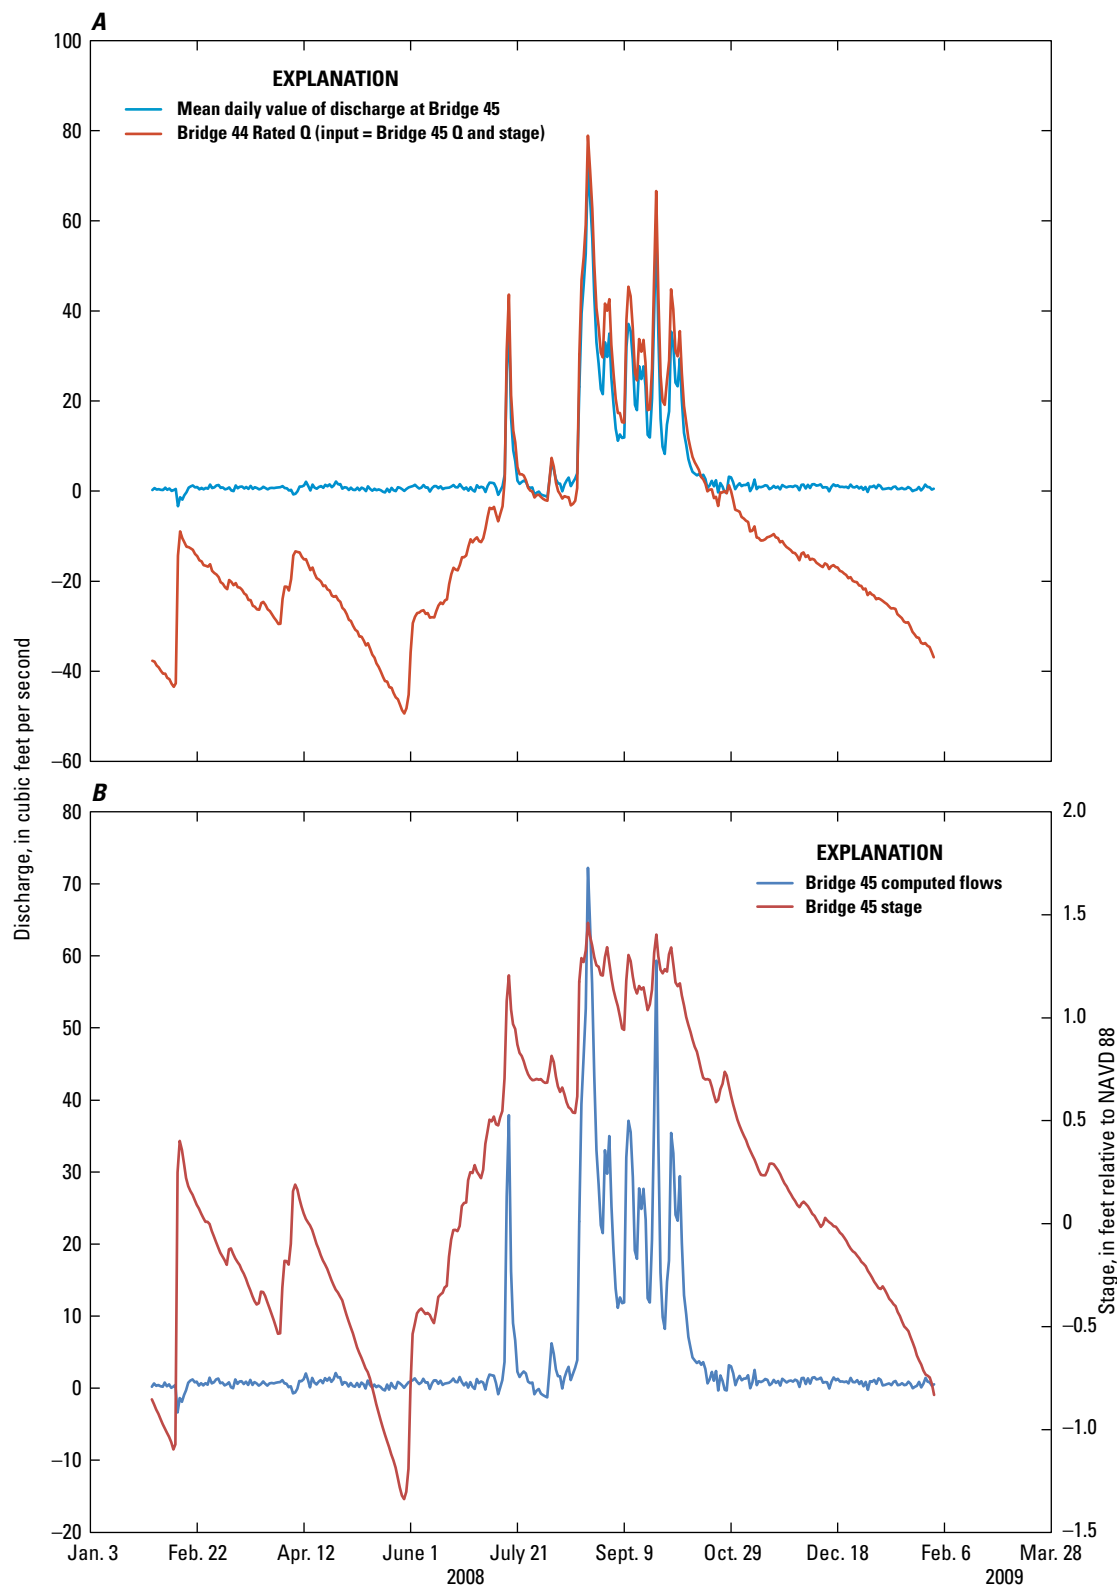 A
100
80
60
40
20
0
–20
–40
–60
EXPLANATION
Mean daily value of discharge at Bridge 45
Bridge 44 Rated Q (input = Bridge 45 Q and stage)
Discharge, in cubic feet per second
B
80
70
60
50
40
30
20
10
0
–10
–20
EXPLANATION
Bridge 45 computed flows
Bridge 45 stage
2.0
1.5
1.0
0.5
0
–0.5
–1.0
–1.5
Stage, in feet relative to NAVD 88
Jan. 3 Feb. 22 Apr. 12 June 1 July 21 Sept. 9 Oct. 29 Dec. 18 Feb. 6 Mar. 28
2008 2009